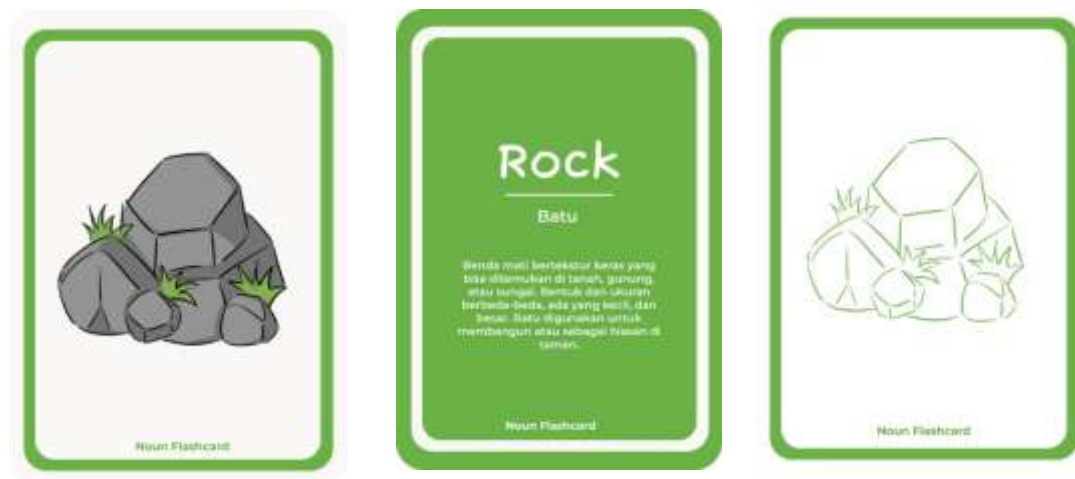 Noun Flashcard
Rock
Batu
Benda mati bertekstur keras yang
bisa ditemukan di tanah, gunung,
atau sungai. Bentuk dan ukuran
berbeda-beda, ada yang kecil, dan
besar. Batu digunakan untuk
membangun atau sebagai hiasan di
taman.
Noun Flashcard
Noun Flashcard